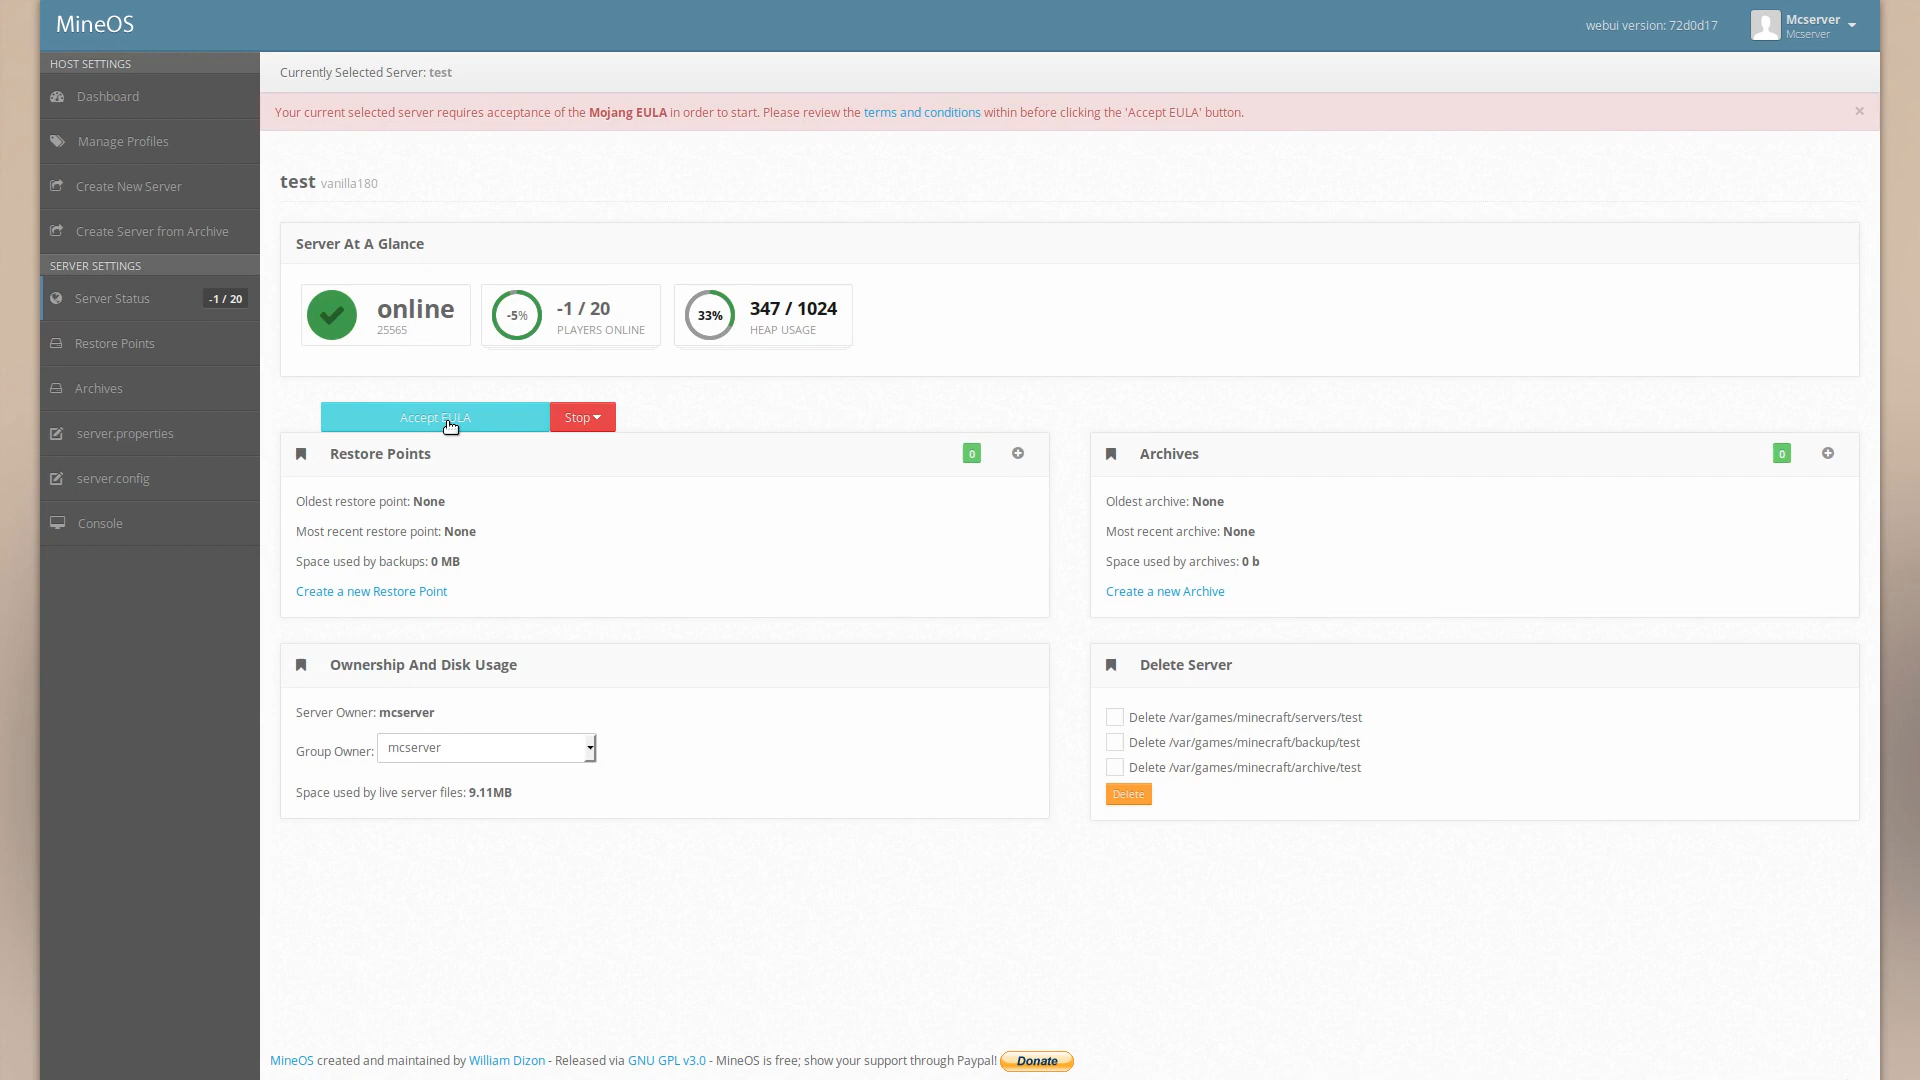 MineOS
webui version: 72d0d17
Mcserver
Mcserver
HOST SETTINGS
Dashboard
Manage Profiles
Create New Server
Create Server from Archive
SERVER SETTINGS
Server Status -1 / 20
Restore Points
Archives
server.properties
server.config
Console
Currently Selected Server: test
Your current selected server requires acceptance of the Mojang EULA in order to start. Please review the terms and conditions within before clicking the 'Accept EULA' button.
×
test vanilla180
Server At A Glance
online
25565
-5%
-1 / 20
PLAYERS ONLINE
33%
347 / 1024
HEAP USAGE
Accept EULA
Stop
Restore Points
0
Oldest restore point: None
Most recent restore point: None
Space used by backups: 0 MB
Create a new Restore Point
Archives
0
Oldest archive: None
Most recent archive: None
Space used by archives: 0 b
Create a new Archive
Ownership And Disk Usage
Server Owner: mcserver
Group Owner: mcserver
Space used by live server files: 9.11MB
Delete Server
Delete /var/games/minecraft/servers/test
Delete /var/games/minecraft/backup/test
Delete /var/games/minecraft/archive/test
Delete
MineOS created and maintained by William Dizon - Released via GNU GPL v3.0 - MineOS is free; show your support through Paypal! Donate